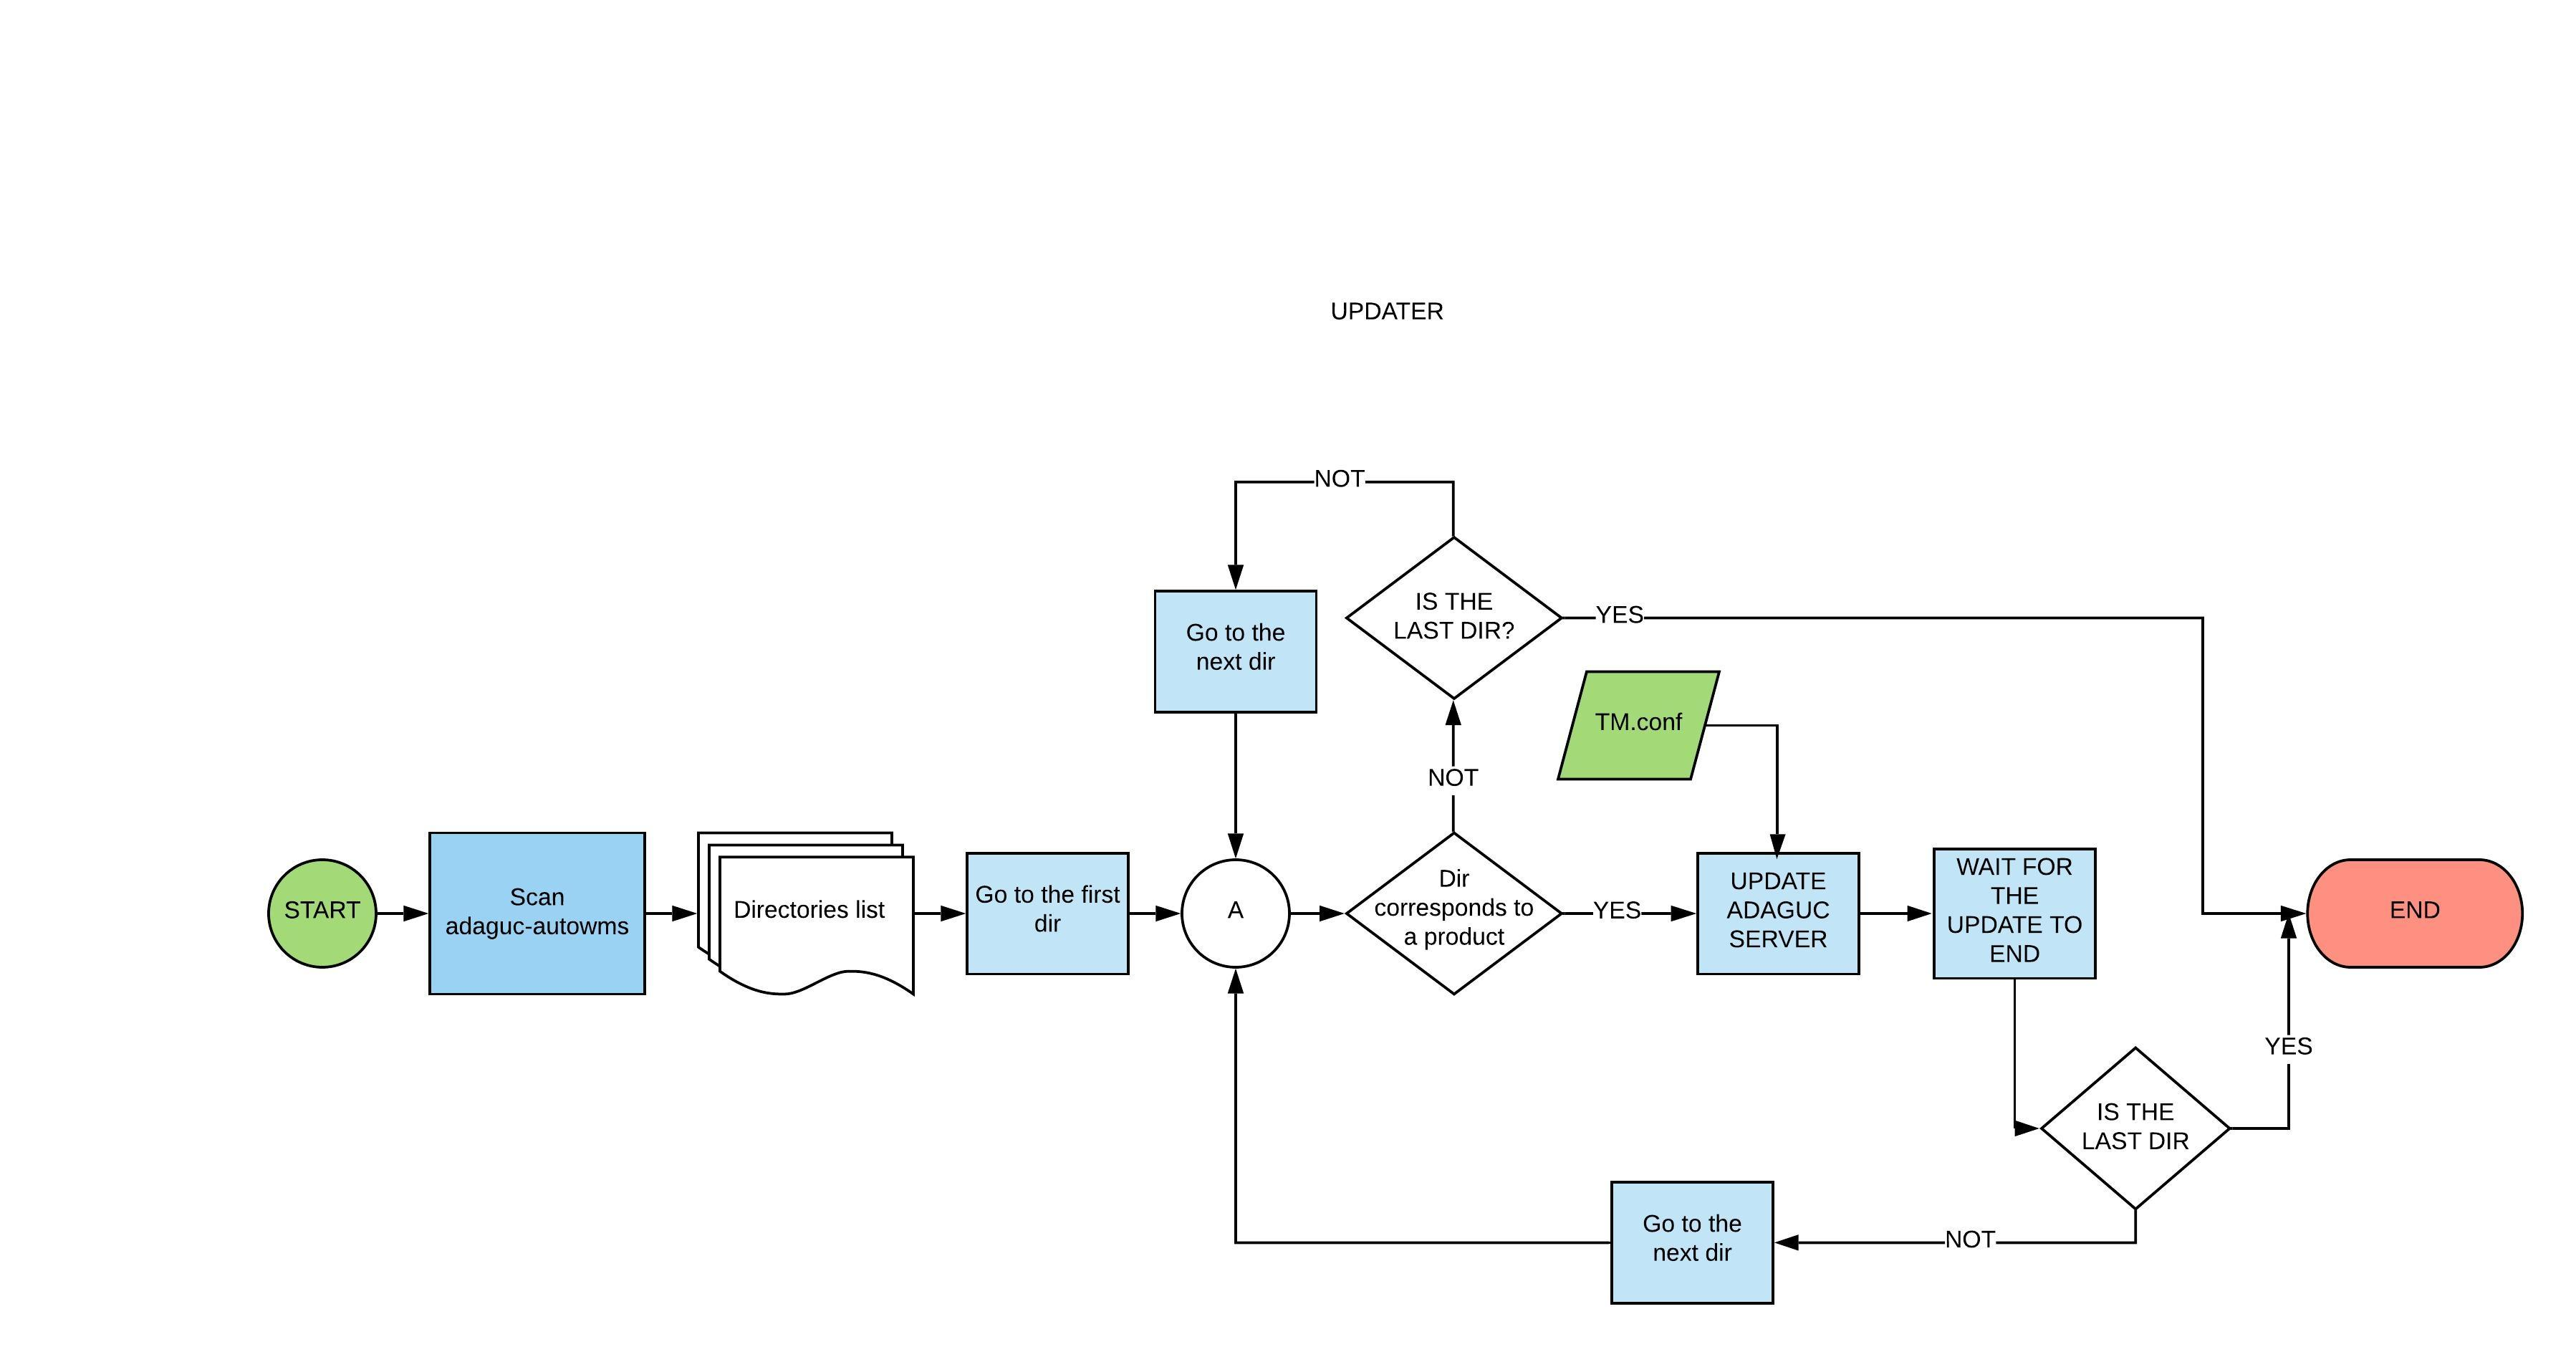 UPDATER
NOT
IS THE
LAST DIR?
YES
Go to the
next dir
TM.conf
NOT
START
Scan
adaguc-autowms
Directories list
Go to the first
dir
A
Dir
corresponds to
a product
YES
UPDATE
ADAGUC
SERVER
WAIT FOR
THE
UPDATE TO
END
END
YES
IS THE
LAST DIR
NOT
Go to the
next dir